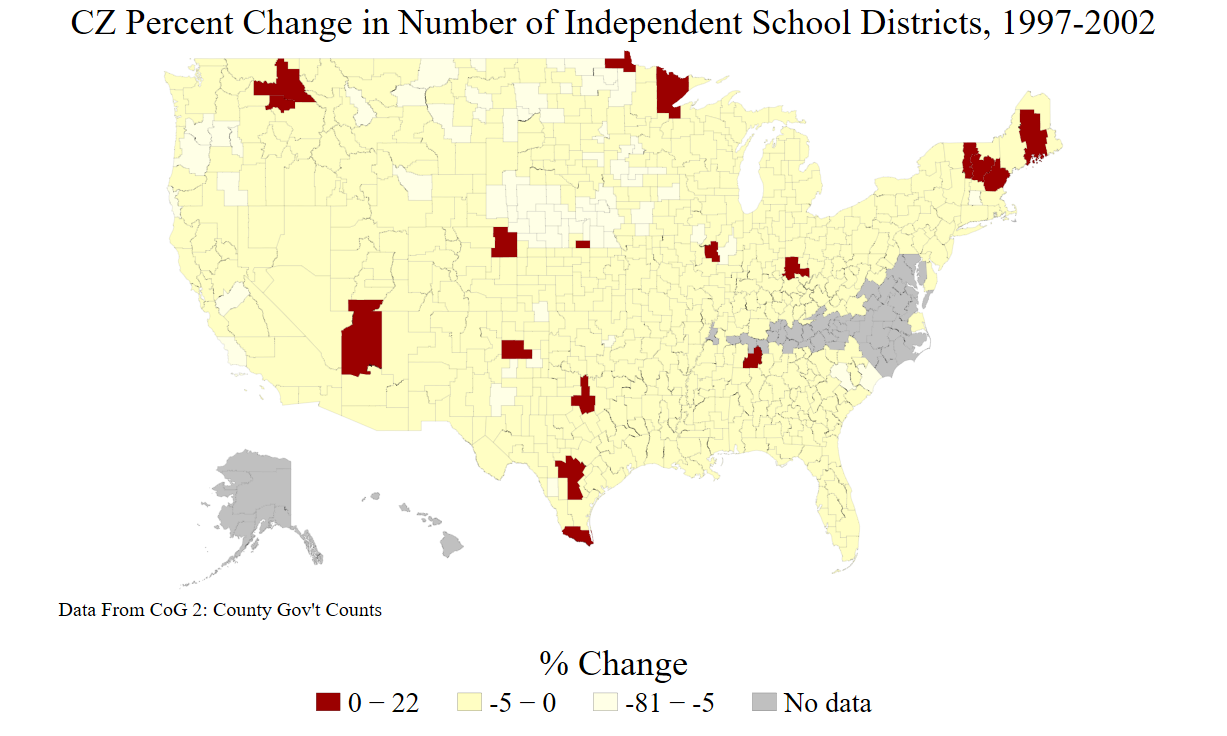 CZ Percent Change in Number of Independent School Districts, 1997-2002
Data From CoG 2: County Gov't Counts
% Change
0 − 22 -5 − 0 -81 − -5 No data